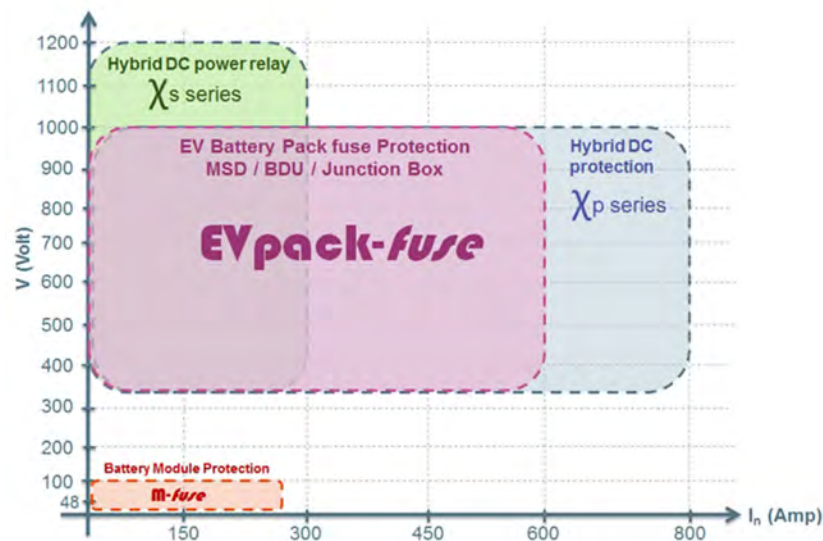 1200
1100
1000
900
800
700
600
500
400
300
200
100
48
V (Volt)
Hybrid DC power relay
χs series
EV Battery Pack fuse Protection
MSD / BDU / Junction Box
EVpack-fuse
Hybrid DC
protection
χp series
Battery Module Protection
M-fuse
150
300
450
600
800
In (Amp)